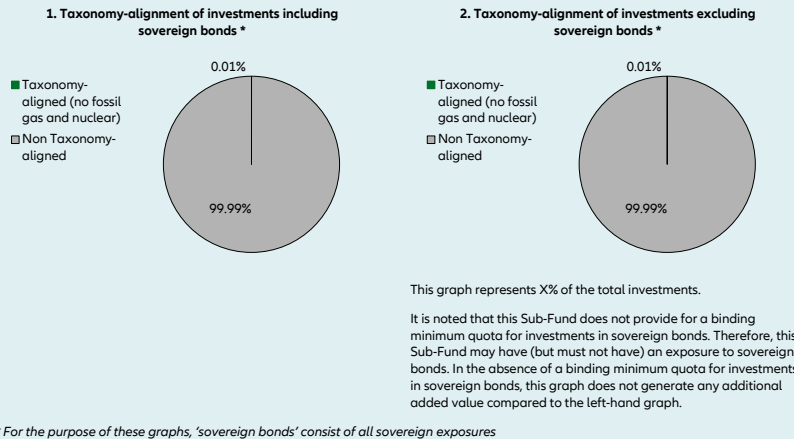 1. Taxonomy-alignment of investments including
sovereign bonds *
0.01%
Taxonomy-
aligned (no fossil
gas and nuclear)
Non Taxonomy-
aligned
99.99%
2. Taxonomy-alignment of investments excluding
sovereign bonds *
0.01%
Taxonomy-
aligned (no fossil
gas and nuclear)
Non Taxonomy-
aligned
99.99%
This graph represents X% of the total investments.
It is noted that this Sub-Fund does not provide for a binding
minimum quota for investments in sovereign bonds. Therefore, this
Sub-Fund may have (but must not have) an exposure to sovereign
bonds. In the absence of a binding minimum quota for investments
in sovereign bonds, this graph does not generate any additional
added value compared to the left-hand graph.
* For the purpose of these graphs, ‘sovereign bonds’ consist of all sovereign exposures